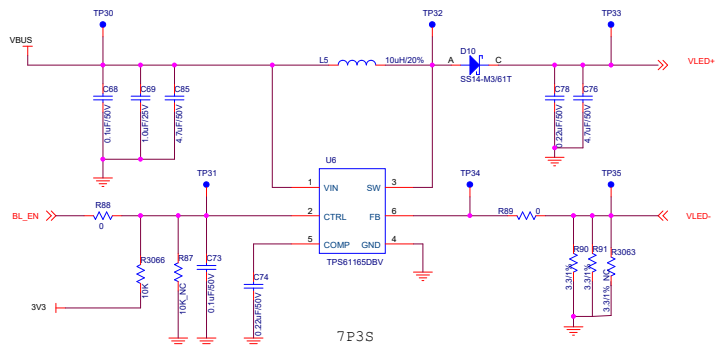 TP30
TP32
TP33
VBUS
L5
10uH/20%
D10
A
C
SS14-M3/61T
VLED+
C68
0.1uF/50V
C69
1.0uF/25V
C85
4.7uF/50V
C78
0.22uF/50V
C76
4.7uF/50V
U6
TP31
TP34
TP35
1
VIN
SW
3
BL_EN
R88
0
2
CTRL
FB
6
R89
0
VLED-
5
COMP
GND
4
TPS61165DBV
R3066
10K
R87
10K_NC
C73
0.1uF/50V
C74
0.22uF/50V
R90
3.3/1%
R91
3.3/1%
R3063
3.3/1%_NC
3V3
7P3S